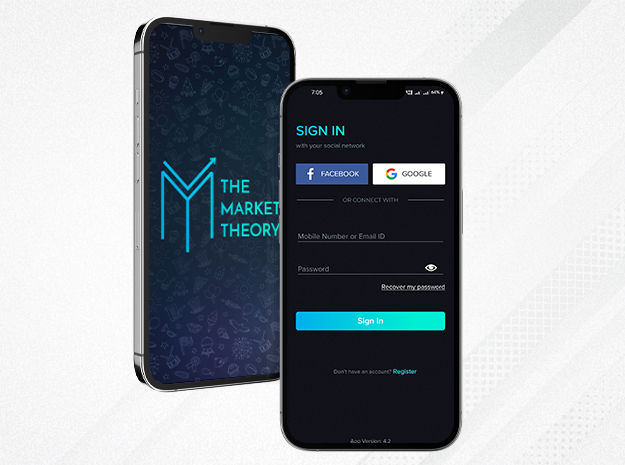 THE
MARKET
THEORY
7:05
64%
SIGN IN
with your social network
FACEBOOK
GOOGLE
OR CONNECT WITH
Mobile Number or Email ID
Password
Recover my password
Sign In
Don't have an account? Register
App Version: 4.2